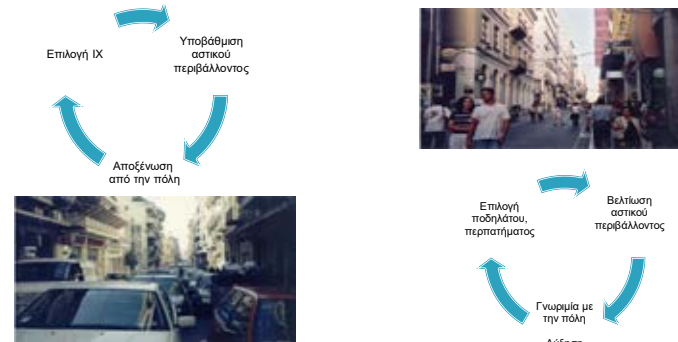 Επιλογή ΙΧ
Υποβάθμιση
αστικού
περιβάλλοντος
Αποξένωση
από την πόλη
Επιλογή
ποδηλάτου,
περπατήματος
Βελτίωση
αστικού
περιβάλλοντος
Γνωριμία με
την πόλη